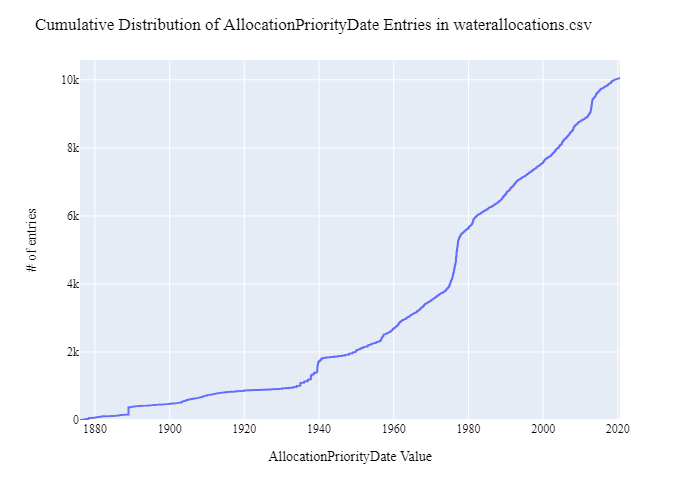 Cumulative Distribution of AllocationPriorityDate Entries in waterallocations.csv
10k
8k
6k
4k
2k
0
# of entries
1880 1900 1920 1940 1960 1980 2000 2020
AllocationPriorityDate Value